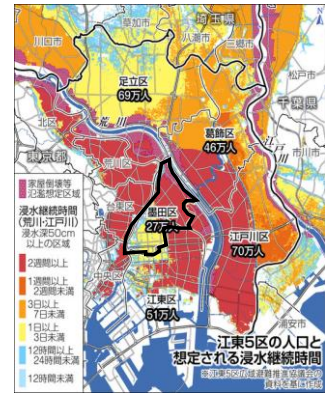 埼玉県
草加市
八潮市
三郷市
川口市
松戸市
足立区
69万人
千葉県
葛飾区
46万人
荒川
江戸川
北区
市川市
東京都
荒川区
家屋倒壊等
氾濫想定区域
浸水継続時間
(荒川・江戸川)
浸水深50cm
以上の区域
台東区
墨田区
27万人
江戸川区
70万人
2週間以上
1週間以上
2週間未満
中央区
3日以上
7日未満
江東区
51万人
1日以上
3日未満
浦安市
12時間以上
24時間未満
12時間未満
江東5区の人口と
想定される浸水継続時間
※江東5区広域避難推進協議会の
資料を基に作成